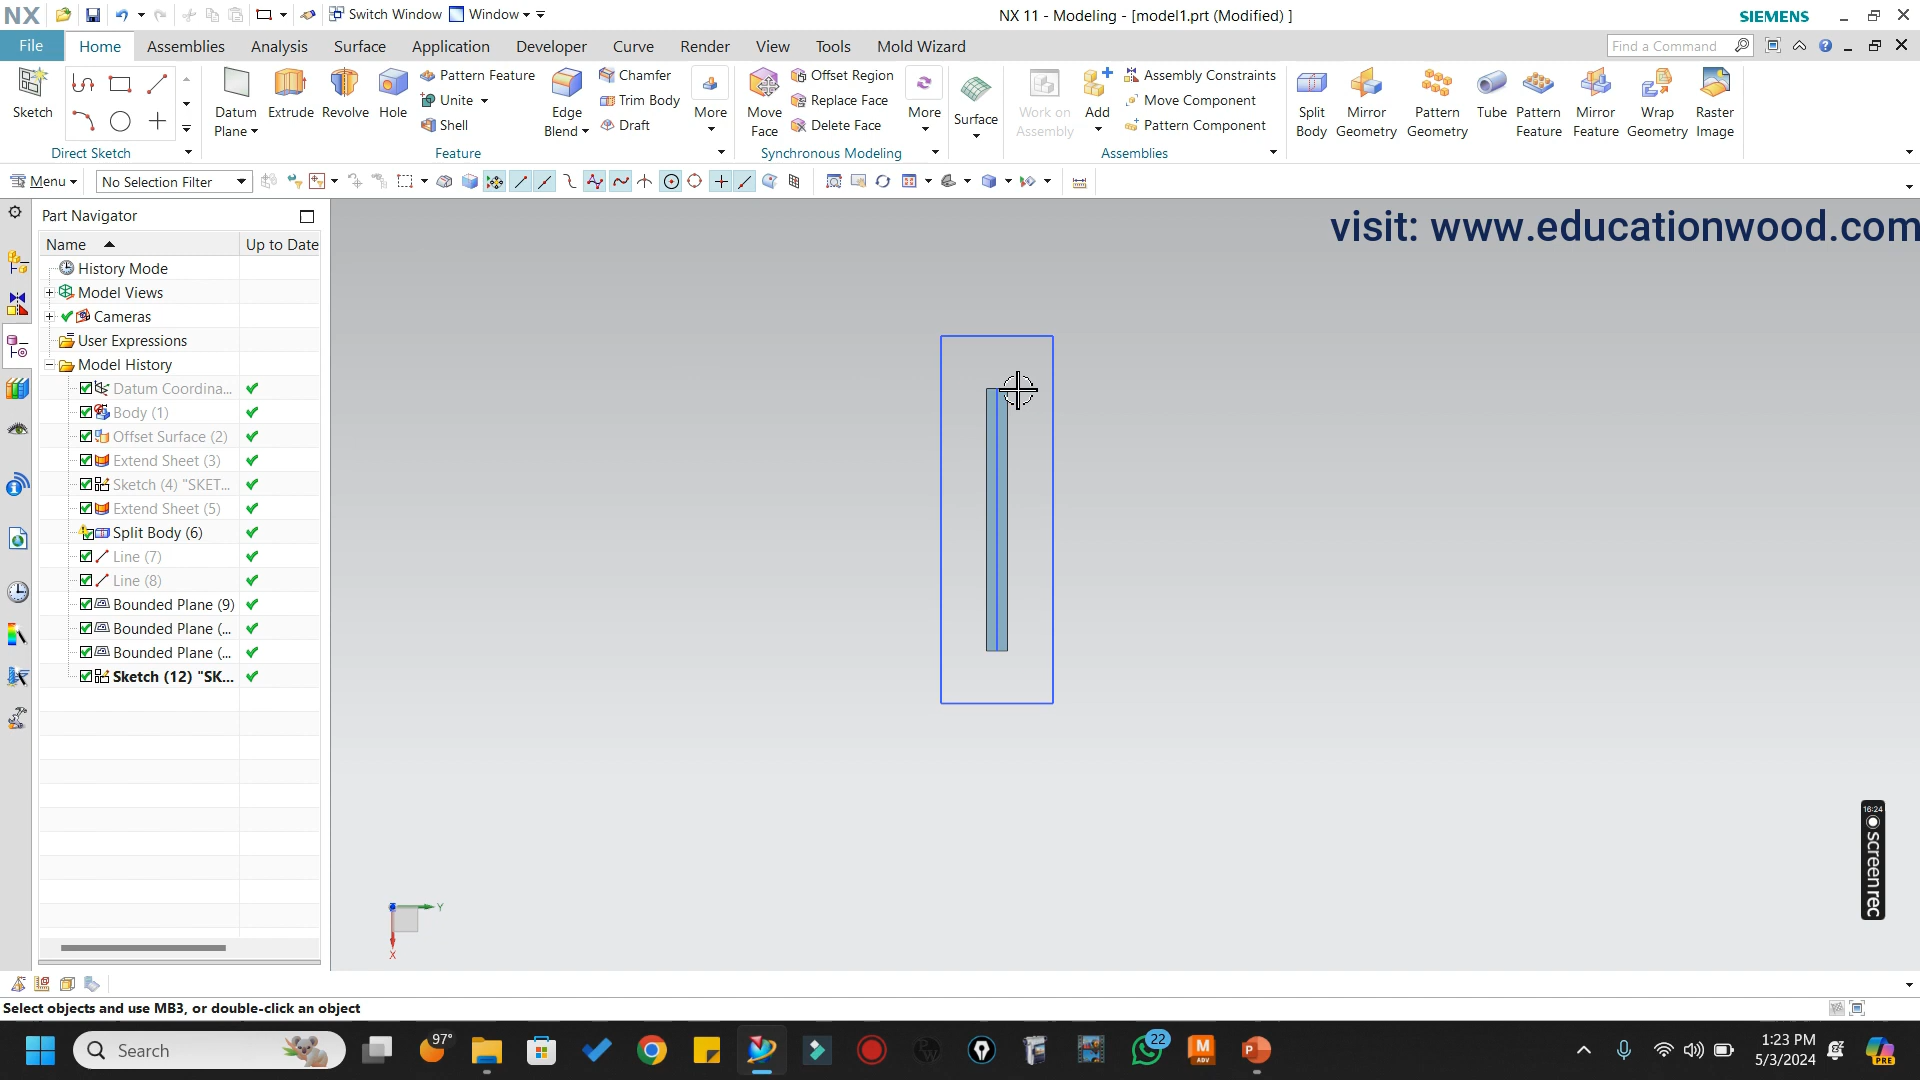 NX
Switch Window
Window
NX 11 - Modeling - [model1.prt (Modified) ]
SIEMENS
File
Home
Assemblies
Analysis
Surface
Application
Developer
Curve
Render
View
Tools
Mold Wizard
Find a Command
Sketch
Direct Sketch
Datum
Plane
Extrude
Revolve
Hole
Pattern Feature
Unite
Shell
Edge
Blend
Chamfer
Trim Body
Draft
More
Feature
Move
Face
Offset Region
Replace Face
Delete Face
More
Synchronous Modeling
Surface
Work on
Assembly
Add
Assembly Constraints
Move Component
Pattern Component
Assemblies
Split
Body
Mirror
Geometry
Pattern
Geometry
Tube
Pattern
Feature
Mirror
Feature
Wrap
Geometry
Raster
Image
Menu
No Selection Filter
Part Navigator
Name
Up to Date
History Mode
Model Views
Cameras
User Expressions
Model History
Datum Coordina...
Body (1)
Offset Surface (2)
Extend Sheet (3)
Sketch (4) "SKET...
Extend Sheet (5)
Split Body (6)
Line (7)
Line (8)
Bounded Plane (9)
Bounded Plane (...
Bounded Plane (...
Sketch (12) "SK...
visit: www.educationwood.com
Y
X
16:24
screen rec
Select objects and use MB3, or double-click an object
Search
97°
22
M
ADV
P
1:23 PM
5/3/2024
PRE